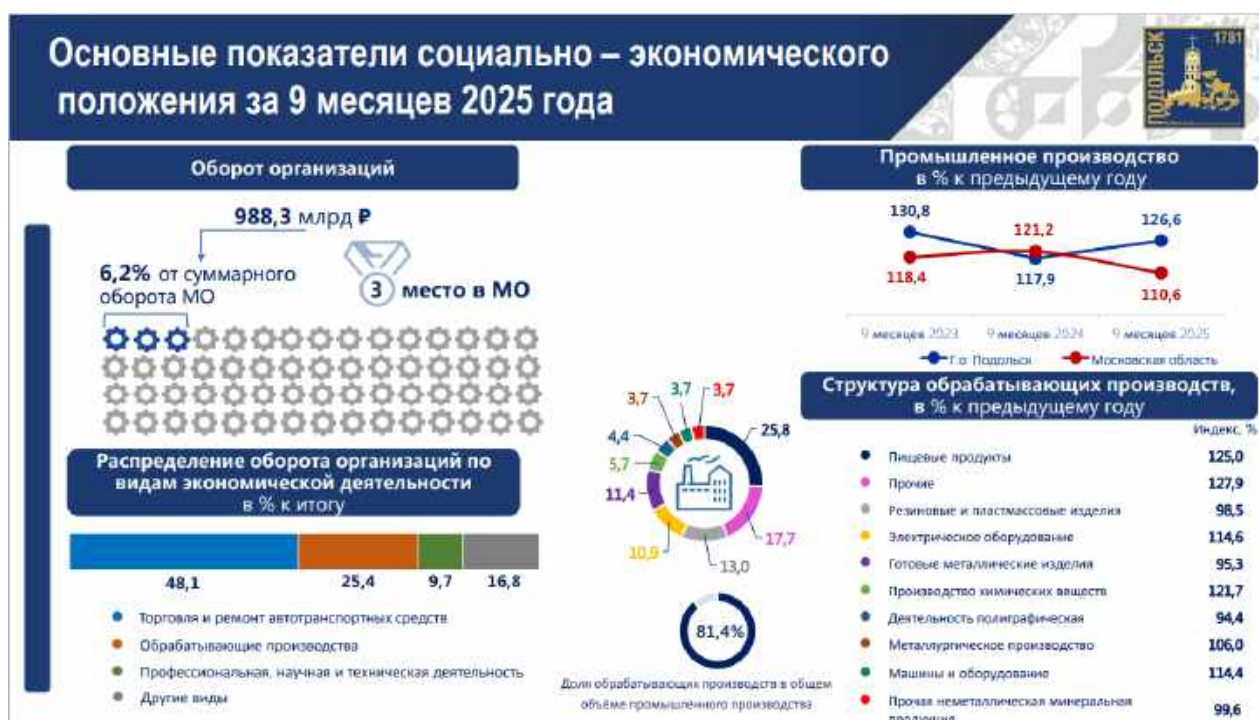 Основные показатели социально – экономического
положения за 9 месяцев 2025 года
ПОДОЛЬСК
1781
Оборот организаций
988,3 млрд ₽
6,2% от суммарного
оборота МО
3 место в МО
Распределение оборота организаций по
видам экономической деятельности
в % к итогу
48,1 25,4 9,7 16,8
Торговля и ремонт автотранспортных средств
Обрабатывающие производства
Профессиональная, научная и техническая деятельность
Другие виды
3,7 3,7 3,7
4,4 25,8
5,7
11,4
10,9 17,7
13,0
81,4%
Доля обрабатывающих производств в общем
объёме промышленного производства
Промышленное производство
в % к предыдущему году
130,8 121,2 126,6
118,4 117,9 110,6
9 месяцев 2023 9 месяцев 2024 9 месяцев 2025
Г.о Подольск Московская область
Структура обрабатывающих производств,
в % к предыдущему году
Индекс, %
Пищевые продукты 125,0
Прочие 127,9
Резиновые и пластмассовые изделия 98,5
Электрическое оборудование 114,6
Готовые металлические изделия 95,3
Производство химических веществ 121,7
Деятельность полиграфическая 94,4
Металлургическое производство 106,0
Машины и оборудование 114,4
Прочая неметаллическая минеральная 99,6